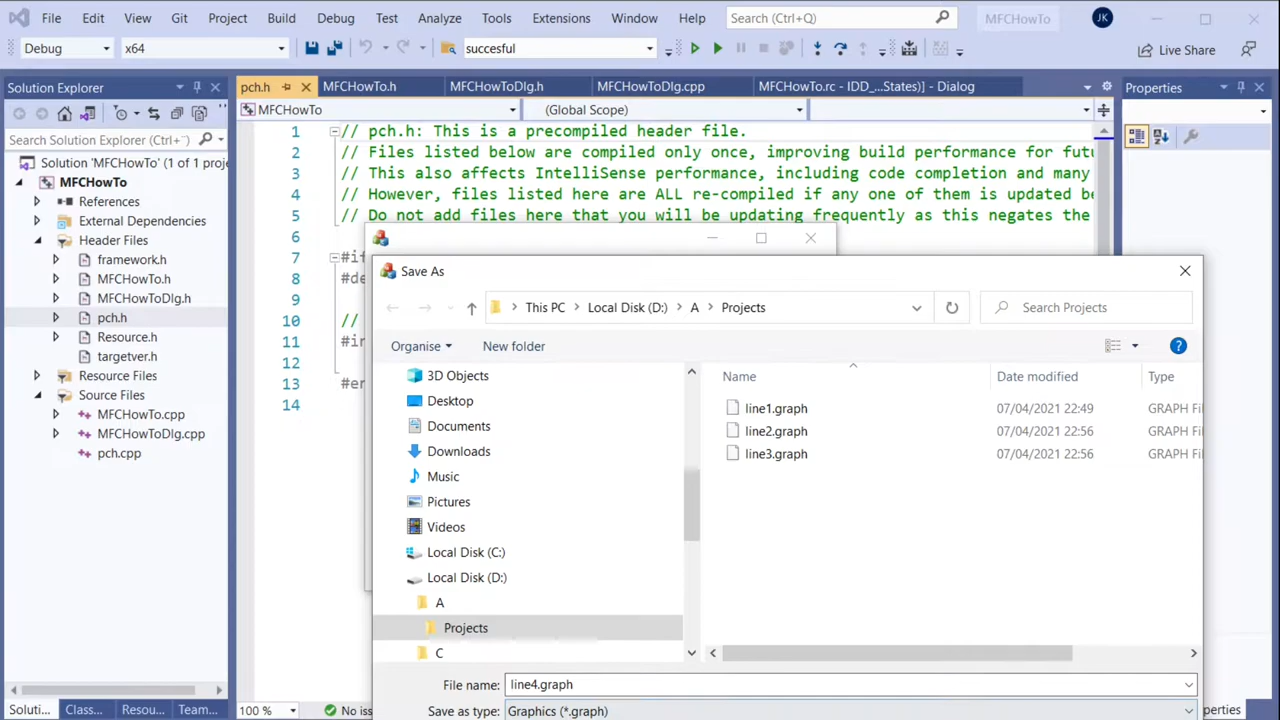 File Edit View Git Project Build Debug Test Analyze Tools Extensions Window Help Search (Ctrl+Q) MFCHowTo JK
Debug x64 succesful Live Share
Solution Explorer
pch.h MFCHowTo.h MFCHowToDlg.h MFCHowToDlg.cpp MFCHowTo.rc - IDD_...States)] - Dialog
Properties
MFCHowTo (Global Scope)
Search Solution Explorer (Ctrl+
Solution 'MFCHowTo' (1 of 1 proj
MFCHowTo
References
External Dependencies
Header Files
framework.h
MFCHowTo.h
MFCHowToDlg.h
pch.h
Resource.h
targetver.h
Resource Files
Source Files
MFCHowTo.cpp
MFCHowToDlg.cpp
pch.cpp
Soluti... Class... Resou... Team...
1 // pch.h: This is a precompiled header file.
2 // Files listed below are compiled only once, improving build performance for futu
3 // This also affects IntelliSense performance, including code completion and many
4 // However, files listed here are ALL re-compiled if any one of them is updated be
5 // Do not add files here that you will be updating frequently as this negates the
6
7 #if
8 #de
9
10 //
11 #in
12
13 #en
14
100 % No iss
Save As
This PC Local Disk (D:) A Projects Search Projects
Organise New folder
3D Objects
Desktop
Documents
Downloads
Music
Pictures
Videos
Local Disk (C:)
Local Disk (D:)
A
Projects
C
Name Date modified Type
line1.graph 07/04/2021 22:49 GRAPH Fi
line2.graph 07/04/2021 22:56 GRAPH Fi
line3.graph 07/04/2021 22:56 GRAPH Fi
File name: line4.graph
Save as type: Graphics (*.graph)
operties